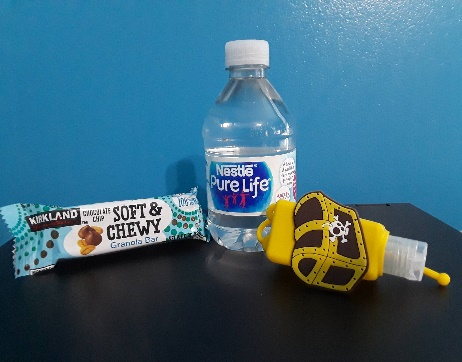 KIRKLAND
CHOCOLATE
CHIP
SOFT &
CHEWY
Granola Bar
Nestlé
Pure Life